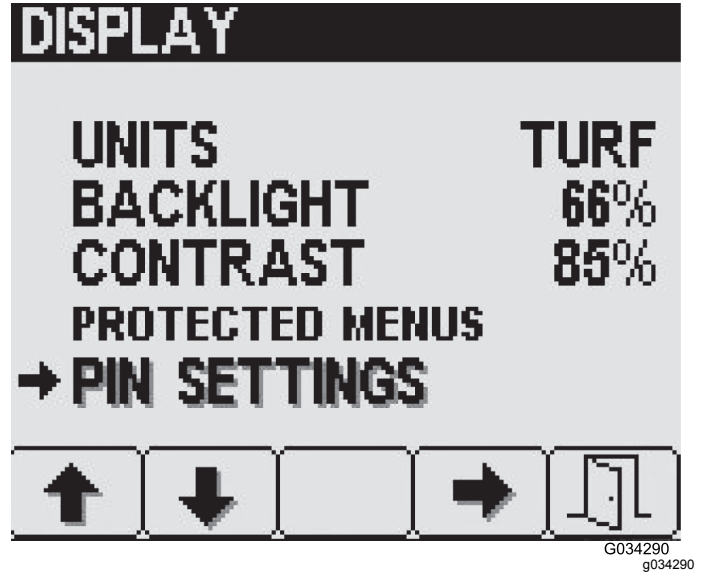 DISPLAY
UNITS TURF
BACKLIGHT 66%
CONTRAST 85%
PROTECTED MENUS
PIN SETTINGS
G034290
g034290